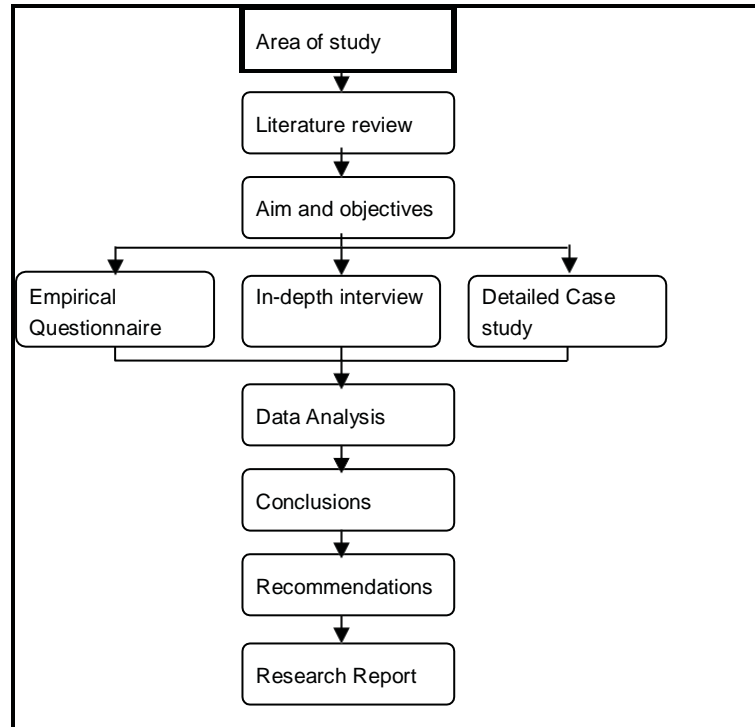 Area of study
Literature review
Aim and objectives
Empirical
Questionnaire
In-depth interview
Detailed Case
study
Data Analysis
Conclusions
Recommendations
Research Report